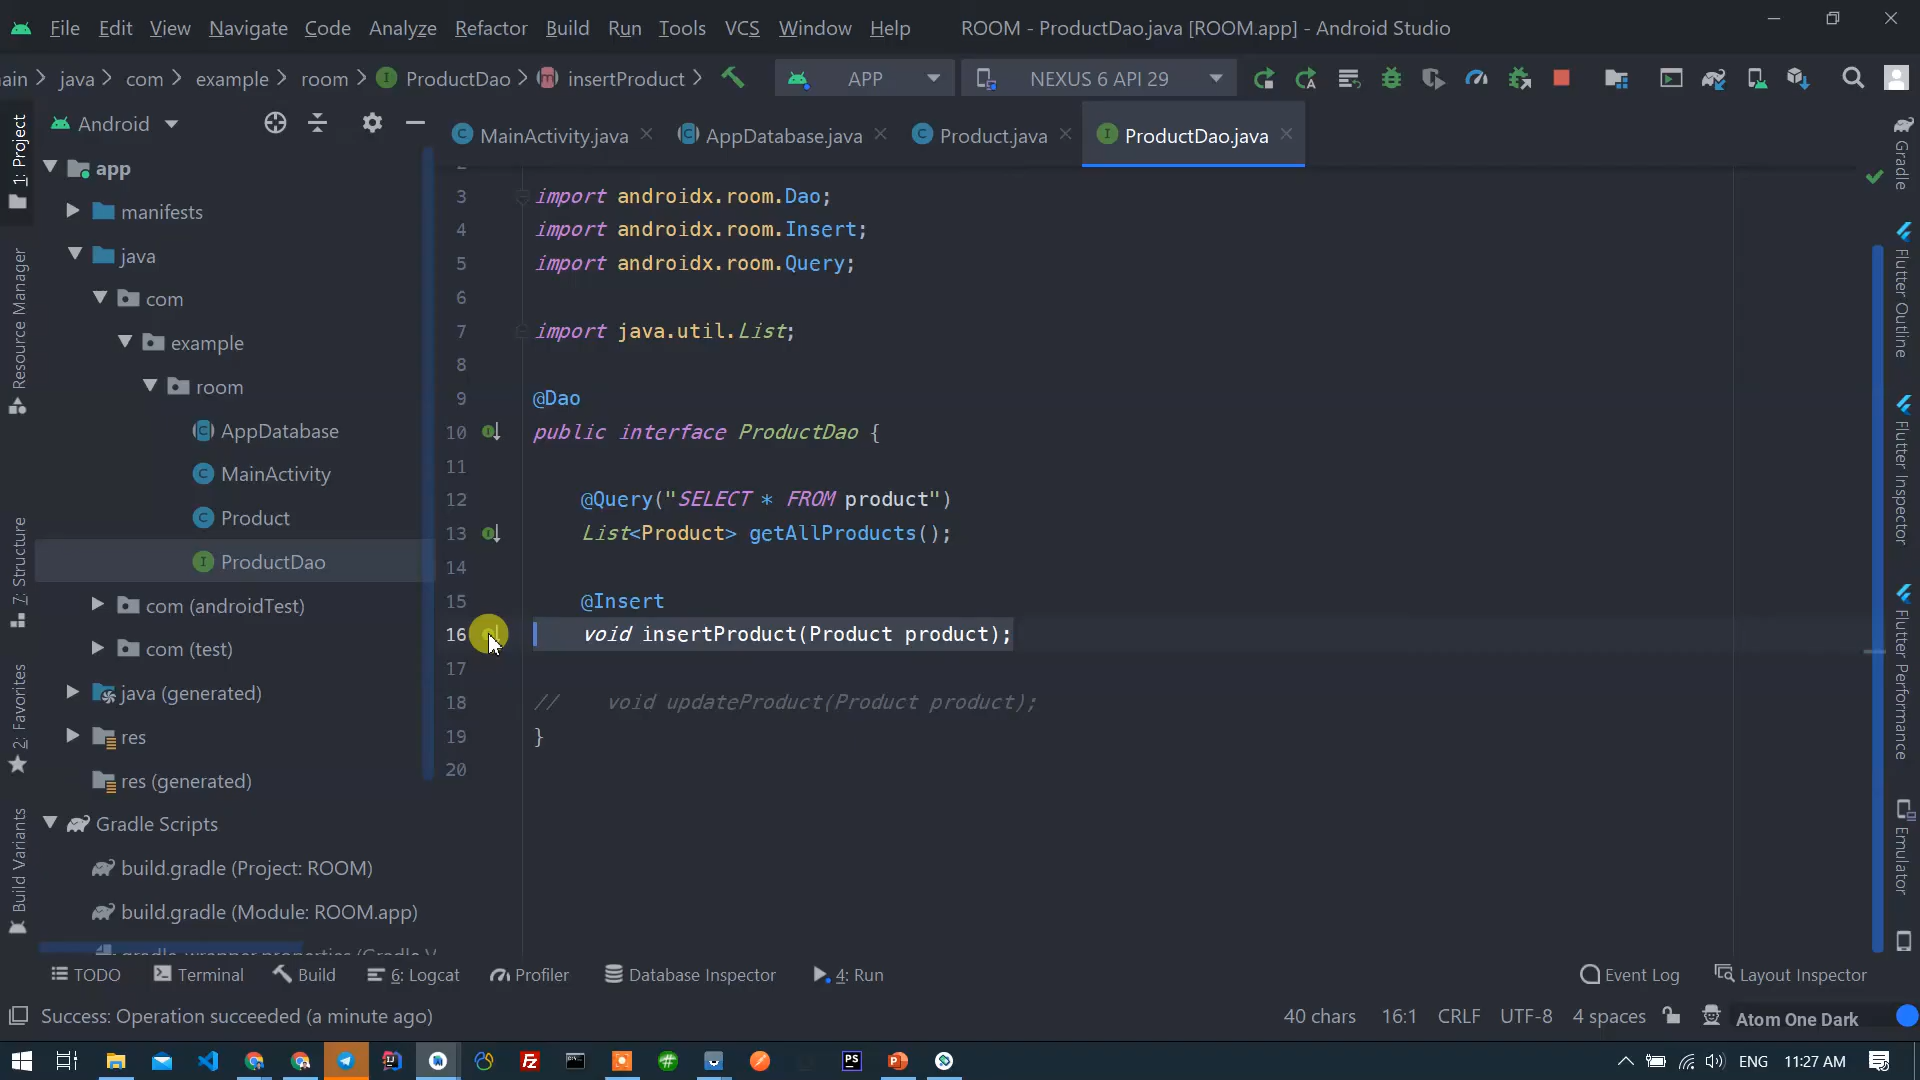 File Edit View Navigate Code Analyze Refactor Build Run Tools VCS Window Help ROOM - ProductDao.java [ROOM.app] - Android Studio
java com example room ProductDao insertProduct APP NEXUS 6 API 29
1: Project
Resource Manager
7: Structure
2: Favorites
Build Variants
Android
app
manifests
java
com
example
room
AppDatabase
MainActivity
Product
ProductDao
com (androidTest)
com (test)
java (generated)
res
res (generated)
Gradle Scripts
build.gradle (Project: ROOM)
build.gradle (Module: ROOM.app)
MainActivity.java AppDatabase.java Product.java ProductDao.java
3 import androidx.room.Dao;
4 import androidx.room.Insert;
5 import androidx.room.Query;
6
7 import java.util.List;
8
9 @Dao
10 public interface ProductDao {
11
12 @Query("SELECT * FROM product")
13 List<Product> getAllProducts();
14
15 @Insert
16 void insertProduct(Product product);
17
18 // void updateProduct(Product product);
19 }
20
Gradle
Flutter Outline
Flutter Inspector
Flutter Performance
Emulator
TODO Terminal Build 6: Logcat Profiler Database Inspector 4: Run Event Log Layout Inspector
Success: Operation succeeded (a minute ago) 40 chars 16:1 CRLF UTF-8 4 spaces Atom One Dark
ENG 11:27 AM